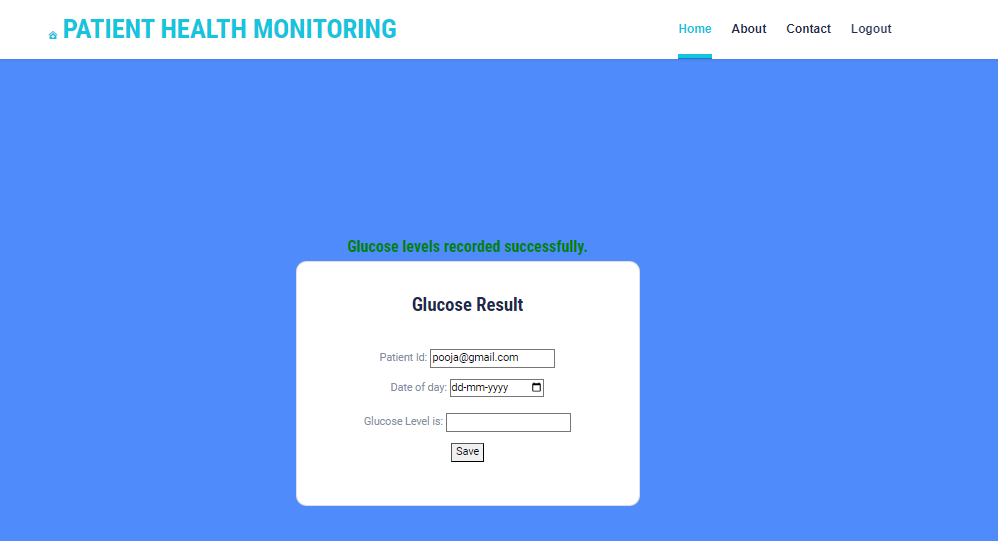 PATIENT HEALTH MONITORING
Home About Contact Logout
Glucose levels recorded successfully.
Glucose Result
Patient Id: pooja@gmail.com
Date of day: dd-mm-yyyy
Glucose Level is:
Save